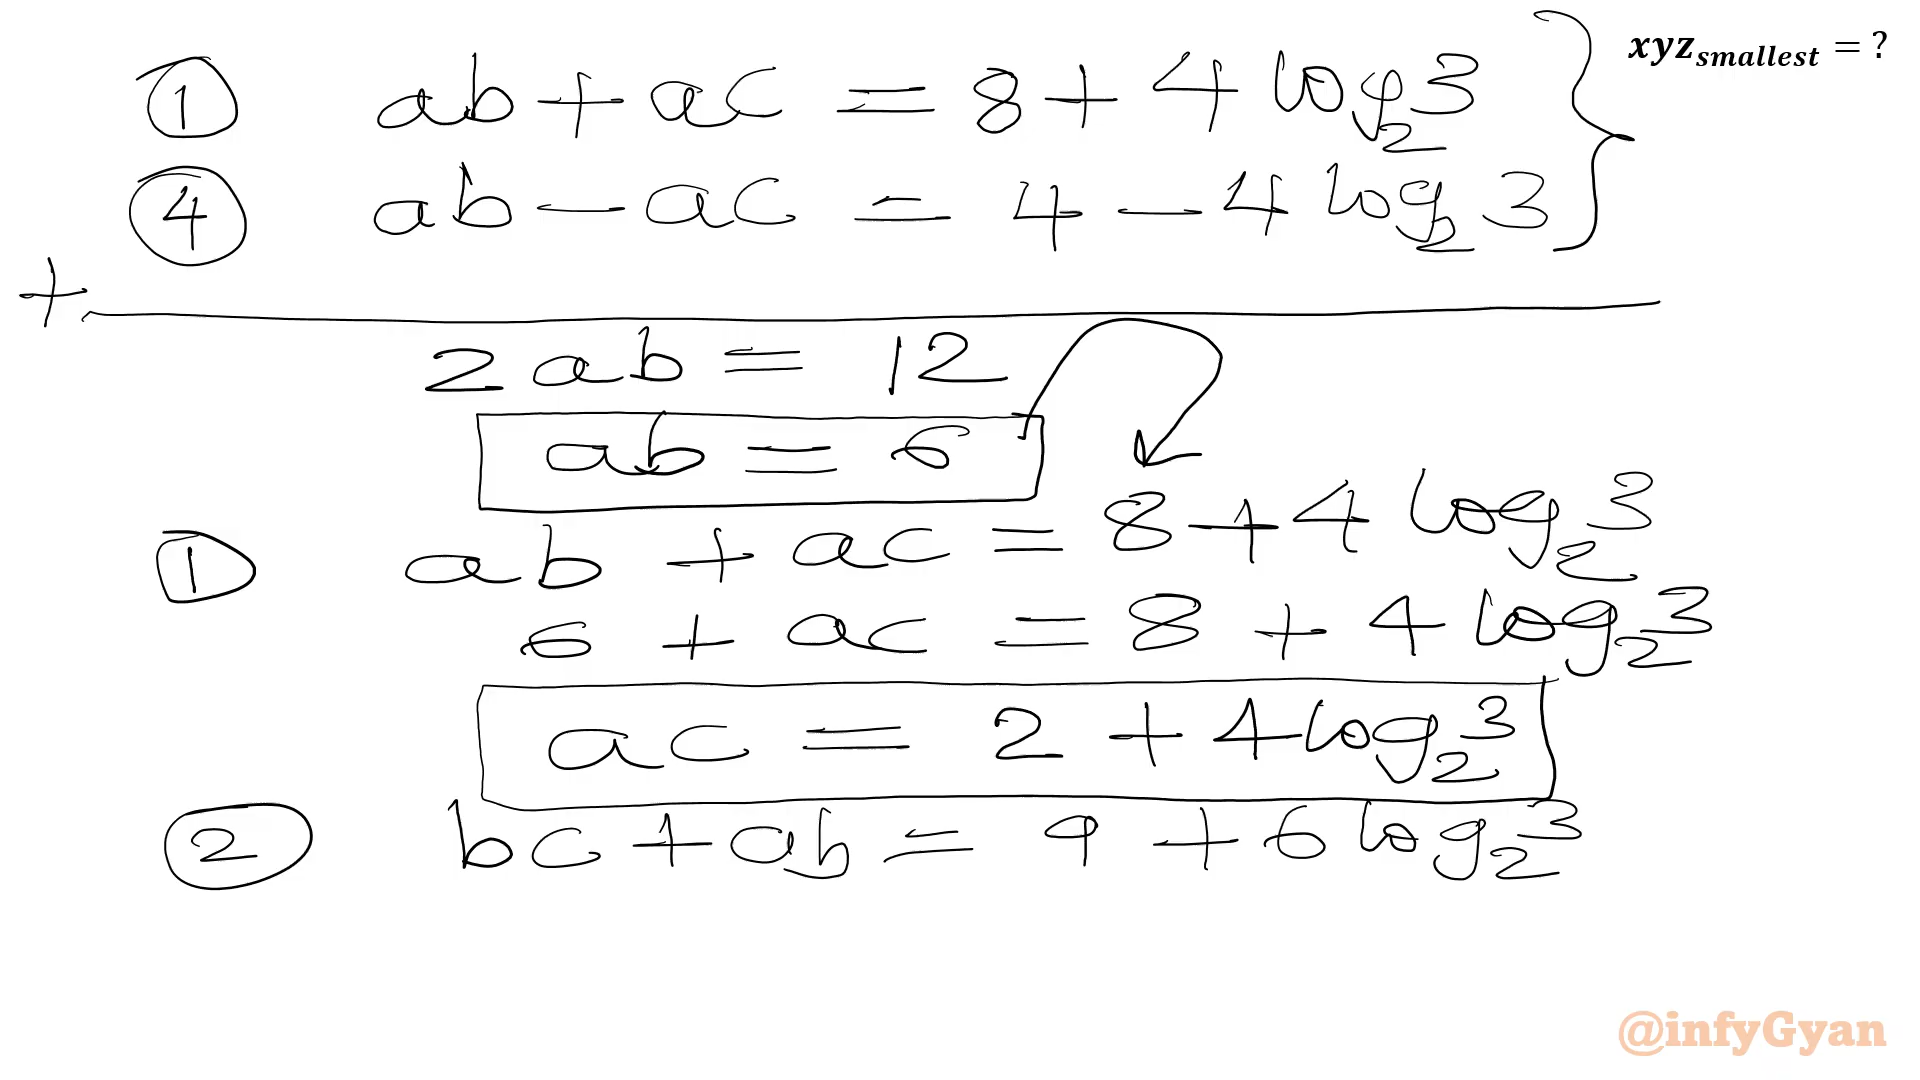 xyz_smallest = ?
① ab + ac = 8 + 4 log₂3
④ ab − ac = 4 − 4 log₂3
+
2ab = 12
ab = 6
① ab + ac = 8 + 4 log₂3
6 + ac = 8 + 4 log₂3
ac = 2 + 4 log₂3
② bc + ab = 9 + 6 log₂3
@infyGyan